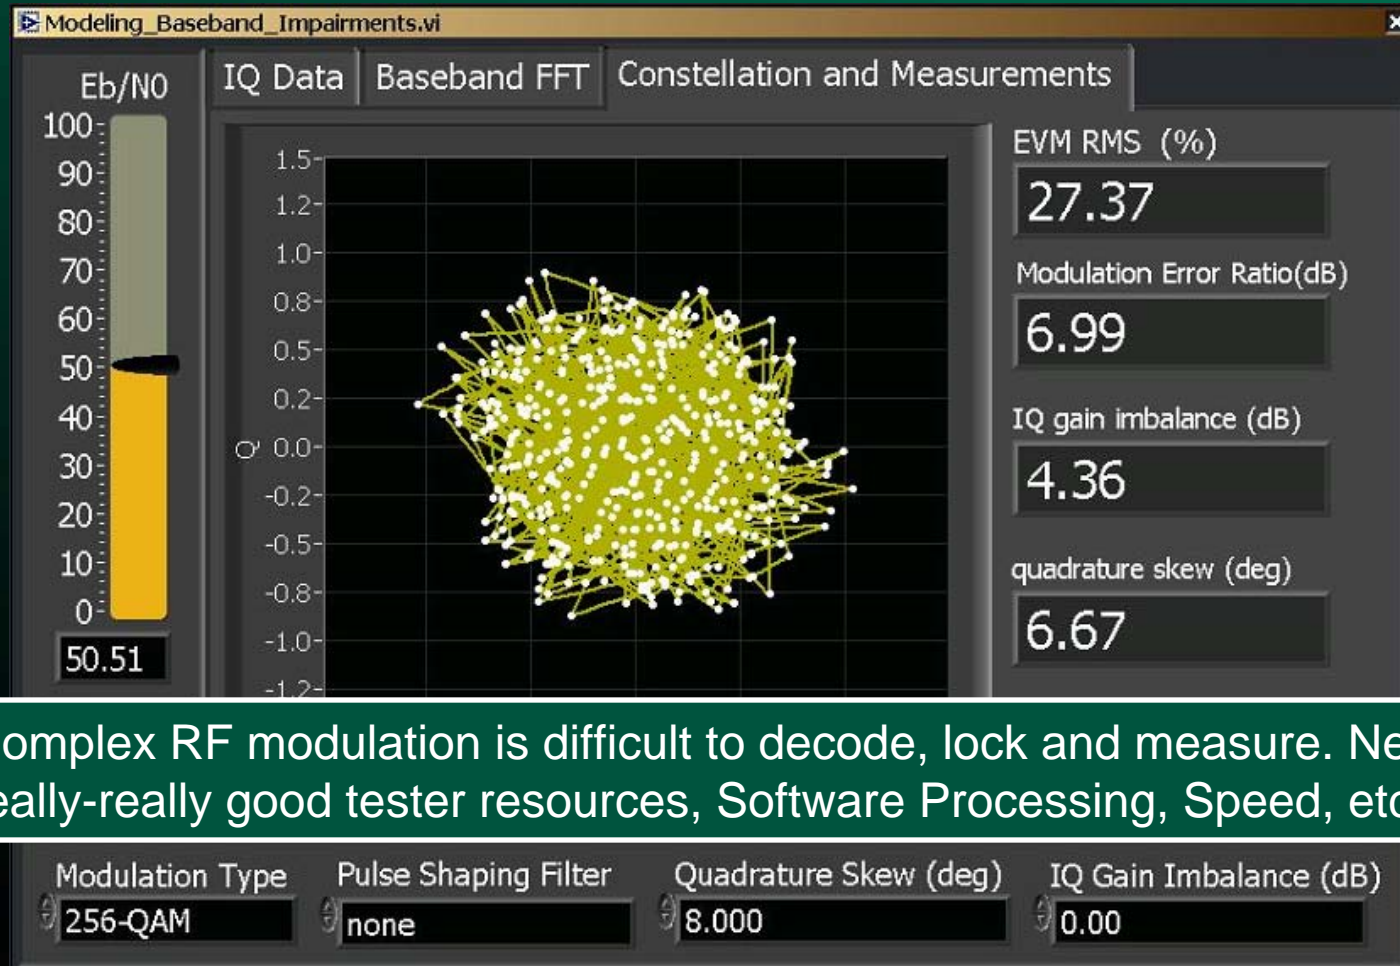 Modeling_Baseband_Impairments.vi
Eb/N0
IQ Data
Baseband FFT
Constellation and Measurements
100
90
80
70
60
50
40
30
20
10
0
50.51
1.5
1.2
1.0
0.8
0.5
0.2
0.0
-0.2
-0.5
-0.8
-1.0
-1.2
Q
EVM RMS (%)
27.37
Modulation Error Ratio(dB)
6.99
IQ gain imbalance (dB)
4.36
quadrature skew (deg)
6.67
omplex RF modulation is difficult to decode, lock and measure. Ne
eally-really good tester resources, Software Processing, Speed, etc
Modulation Type
256-QAM
Pulse Shaping Filter
none
Quadrature Skew (deg)
8.000
IQ Gain Imbalance (dB)
0.00